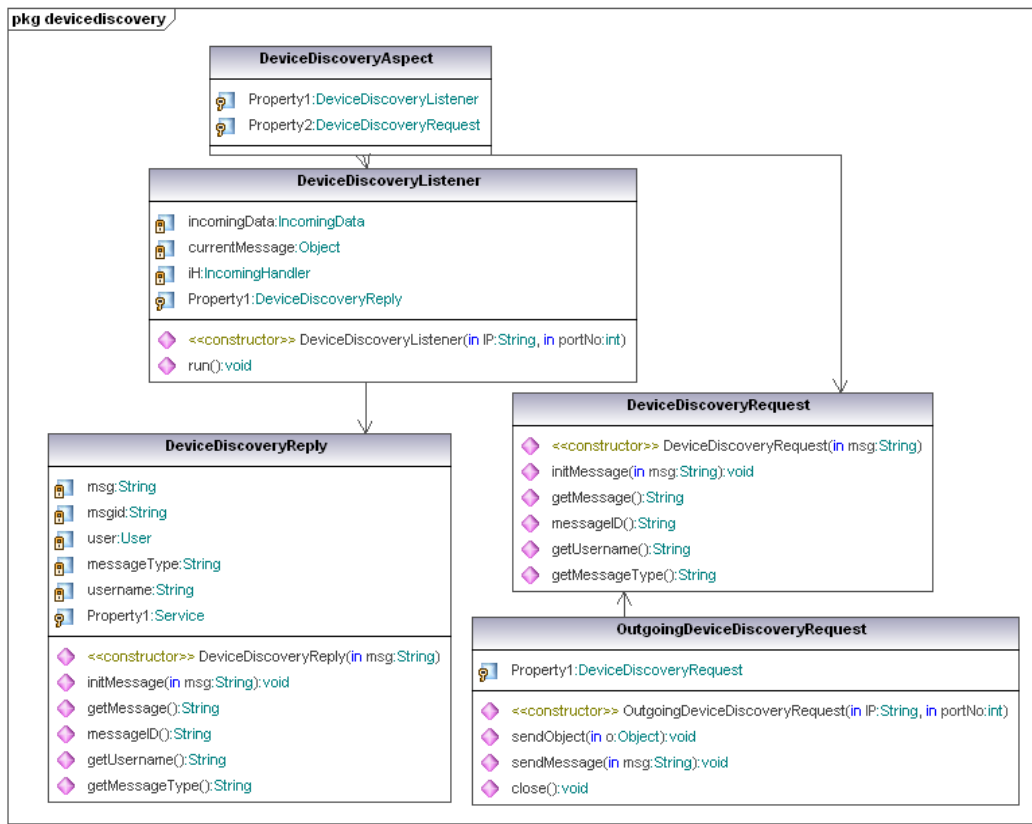 pkg devicediscovery
DeviceDiscoveryAspect
Property1:DeviceDiscoveryListener
Property2:DeviceDiscoveryRequest
DeviceDiscoveryListener
incomingData:IncomingData
currentMessage:Object
iH:IncomingHandler
Property1:DeviceDiscoveryReply
<<constructor>> DeviceDiscoveryListener(in IP:String, in portNo:int)
run():void
DeviceDiscoveryReply
msg:String
msgid:String
user:User
messageType:String
username:String
Property1:Service
<<constructor>> DeviceDiscoveryReply(in msg:String)
initMessage(in msg:String):void
getMessage():String
messageID():String
getUsername():String
getMessageType():String
DeviceDiscoveryRequest
<<constructor>> DeviceDiscoveryRequest(in msg:String)
initMessage(in msg:String):void
getMessage():String
messageID():String
getUsername():String
getMessageType():String
OutgoingDeviceDiscoveryRequest
Property1:DeviceDiscoveryRequest
<<constructor>> OutgoingDeviceDiscoveryRequest(in IP:String, in portNo:int)
sendObject(in o:Object):void
sendMessage(in msg:String):void
close():void